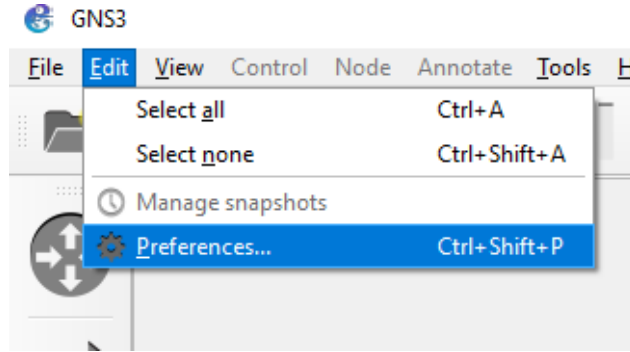 GNS3
File Edit View Control Node Annotate Tools
Select all Ctrl+A
Select none Ctrl+Shift+A
Manage snapshots
Preferences... Ctrl+Shift+P